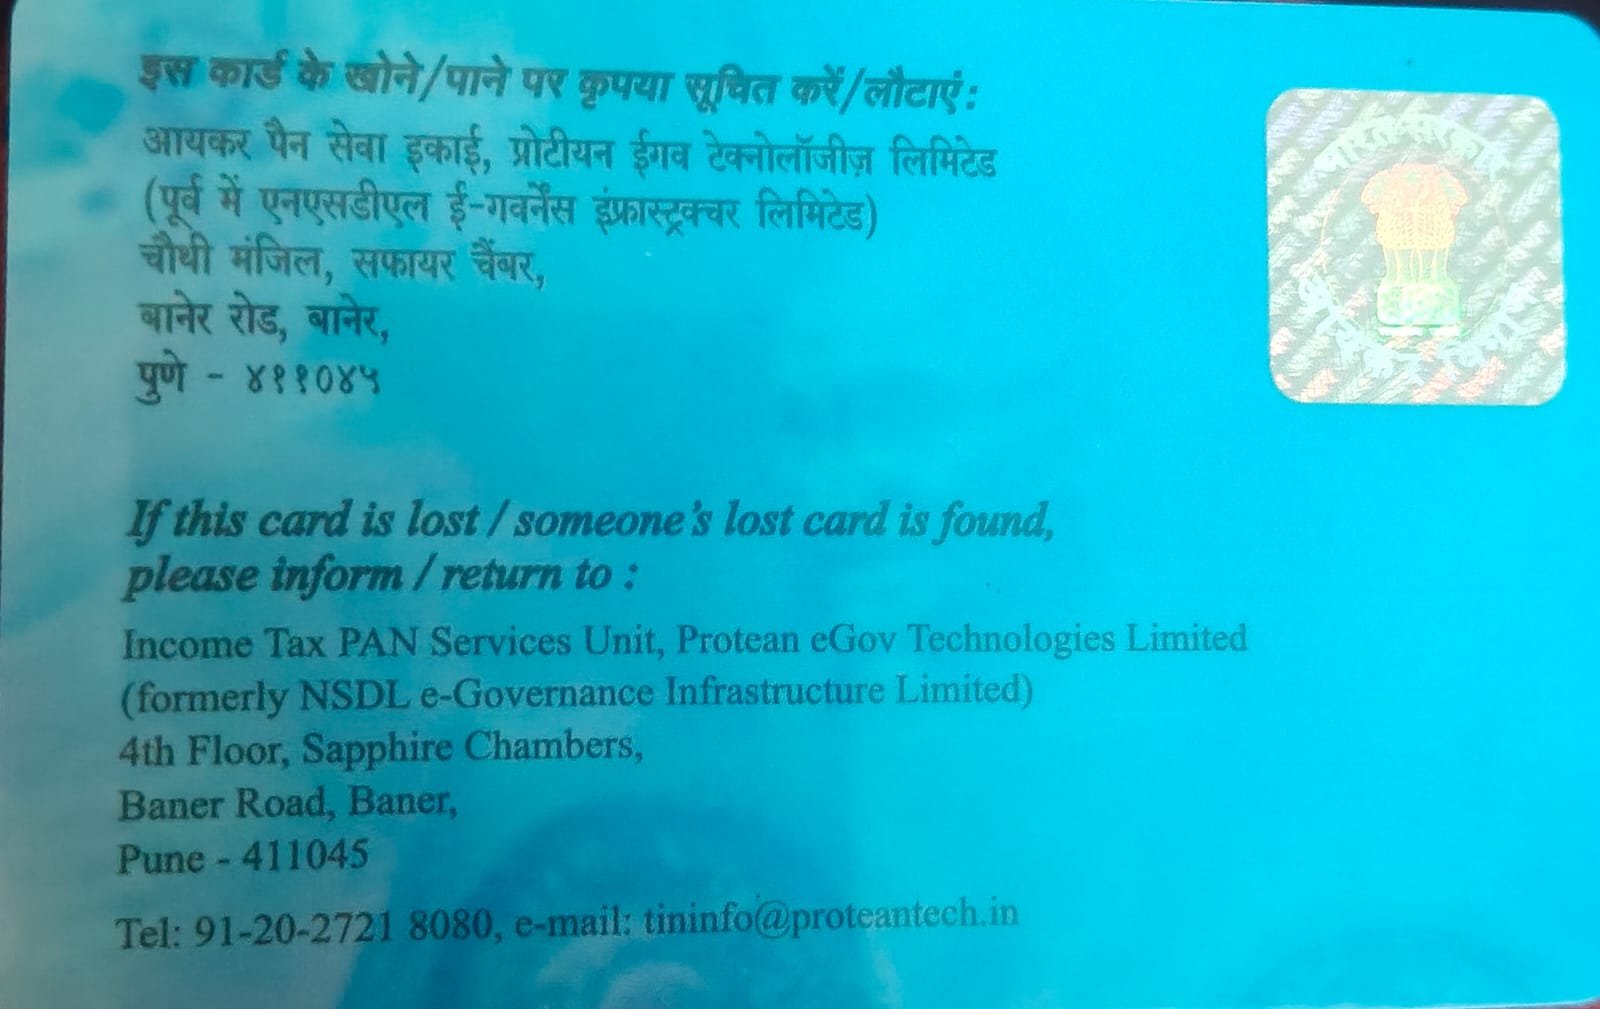 इस कार्ड के खोने/पाने पर कृपया सूचित करें/लौटाएं:
आयकर पैन सेवा इकाई, प्रोटीयन ईगव टेक्नोलॉजीज़ लिमिटेड
(पूर्व में एनएसडीएल ई-गवर्नेंस इंफ्रास्ट्रक्चर लिमिटेड)
चौथी मंजिल, सफायर चैंबर,
बानेर रोड, बानेर,
पुणे - ४११०४५
भारत सरकार
आयकर विभाग
If this card is lost / someone's lost card is found,
please inform / return to :
Income Tax PAN Services Unit, Protean eGov Technologies Limited
(formerly NSDL e-Governance Infrastructure Limited)
4th Floor, Sapphire Chambers,
Baner Road, Baner,
Pune - 411045
Tel: 91-20-2721 8080, e-mail: tininfo@proteantech.in